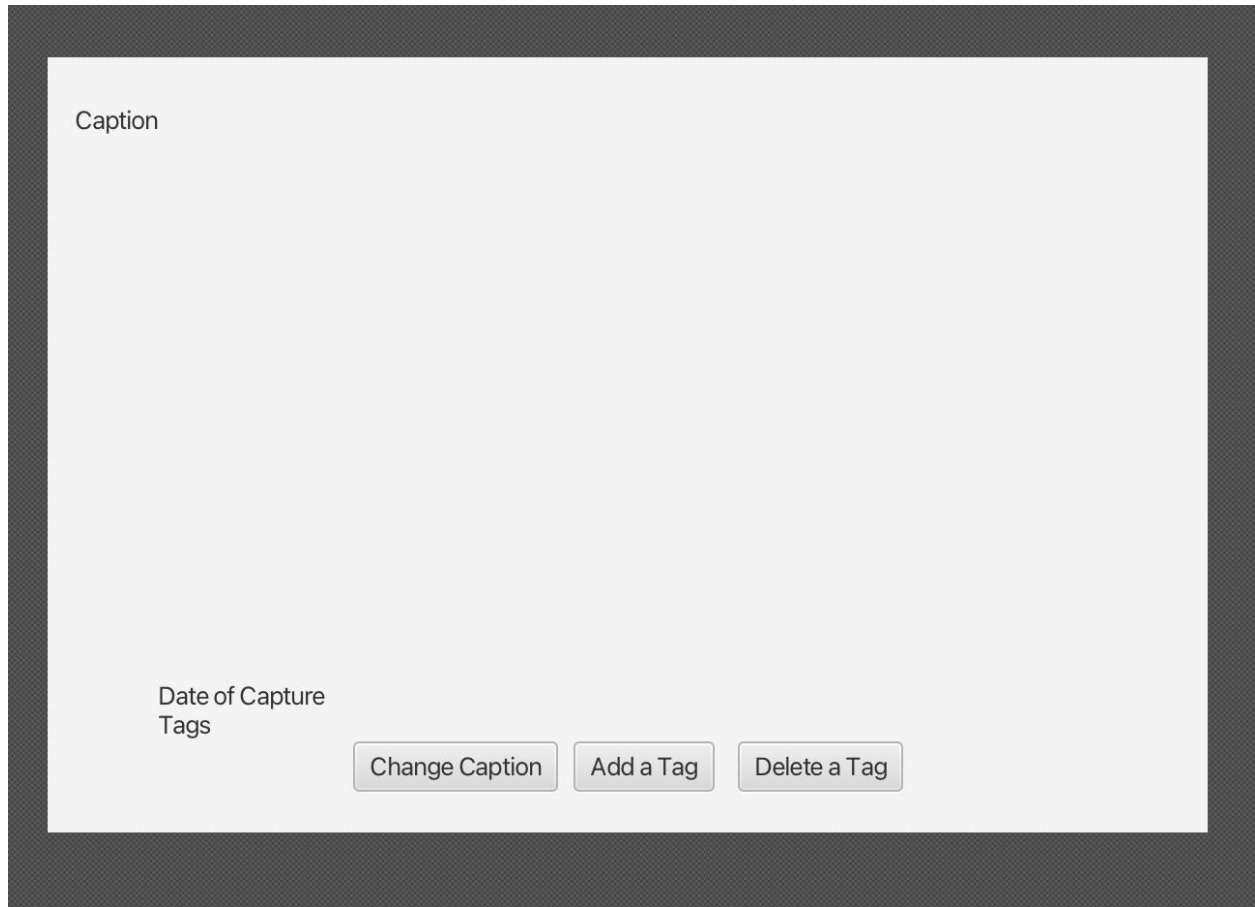 Caption
Date of Capture
Tags
Change Caption Add a Tag Delete a Tag